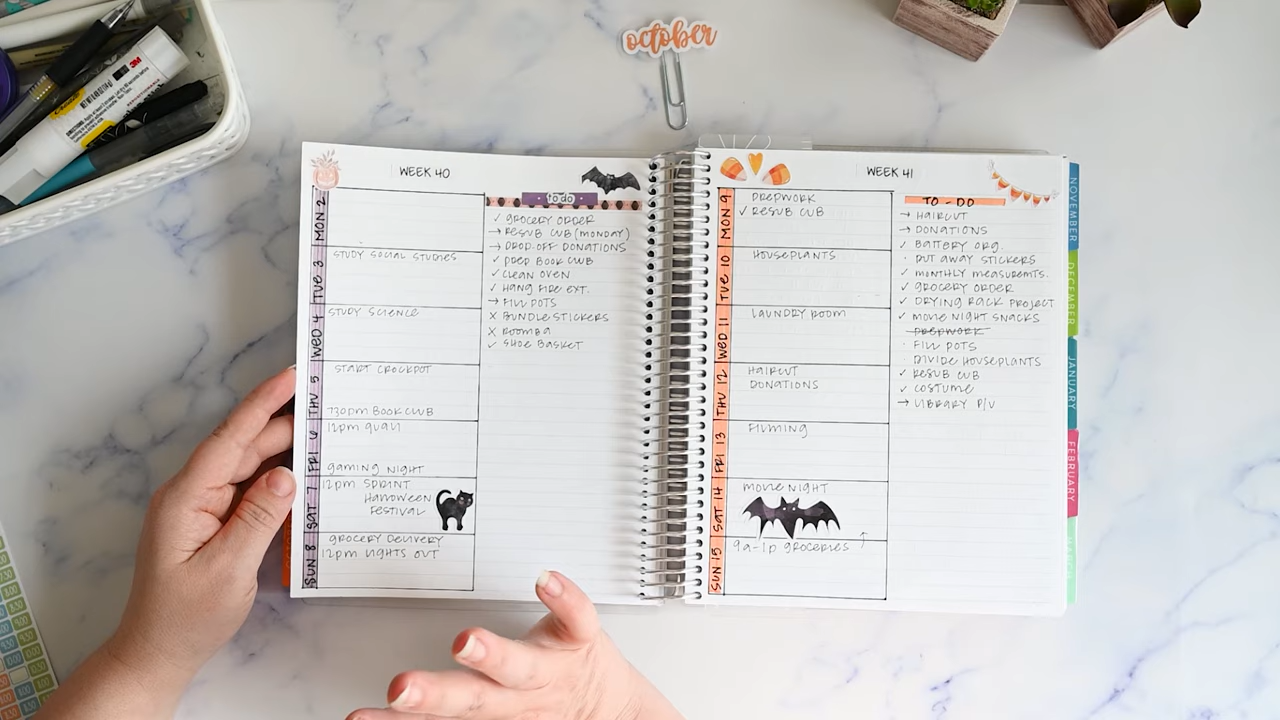 october
3M
WEEK 40
MON 2
TUE 3
STUDY SOCIAL STUDIES
WED 4
STUDY SCIENCE
THU 5
START CROCKPOT
730PM BOOK CLUB
FRI 6
12PM QUALI
GAMING NIGHT
SAT 7
12PM SPRINT
HALLOWEEN
FESTIVAL
SUN 8
GROCERY DELIVERY
12PM LIGHTS OUT
to do
✓ GROCERY ORDER
→ RESUB CUB (MONDAY)
→ DROP OFF DONATIONS
✓ PREP BOOK CLUB
✓ CLEAN OVEN
✓ HANG FIRE EXT.
→ FILL POTS
X BUNDLE STICKERS
X ROOMBA
✓ SHOE BASKET
WEEK 41
MON 9
PREPWORK
✓ RESUB CUB
TUE 10
HOUSEPLANTS
WED 11
LAUNDRY ROOM
THU 12
HAIRCUT
DONATIONS
FRI 13
FILMING
SAT 14
MOVIE NIGHT
SUN 15
9A-1P GROCERIES ↑
TO-DO
→ HAIRCUT
→ DONATIONS
✓ BATTERY ORG.
· PUT AWAY STICKERS
✓ MONTHLY MEASUREMTS.
✓ GROCERY ORDER
✓ DRYING RACK PROJECT
✓ MOVIE NIGHT SNACKS
PREPWORK
· FILL POTS
· DIVIDE HOUSEPLANTS
✓ RESUB CUB
✓ COSTUME
→ LIBRARY P/U
NOVEMBER
DECEMBER
JANUARY
FEBRUARY
MARCH